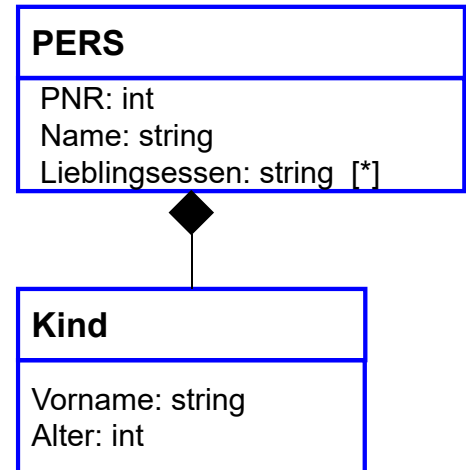 PERS
PNR: int
Name: string
Lieblingsessen: string [*]
Kind
Vorname: string
Alter: int